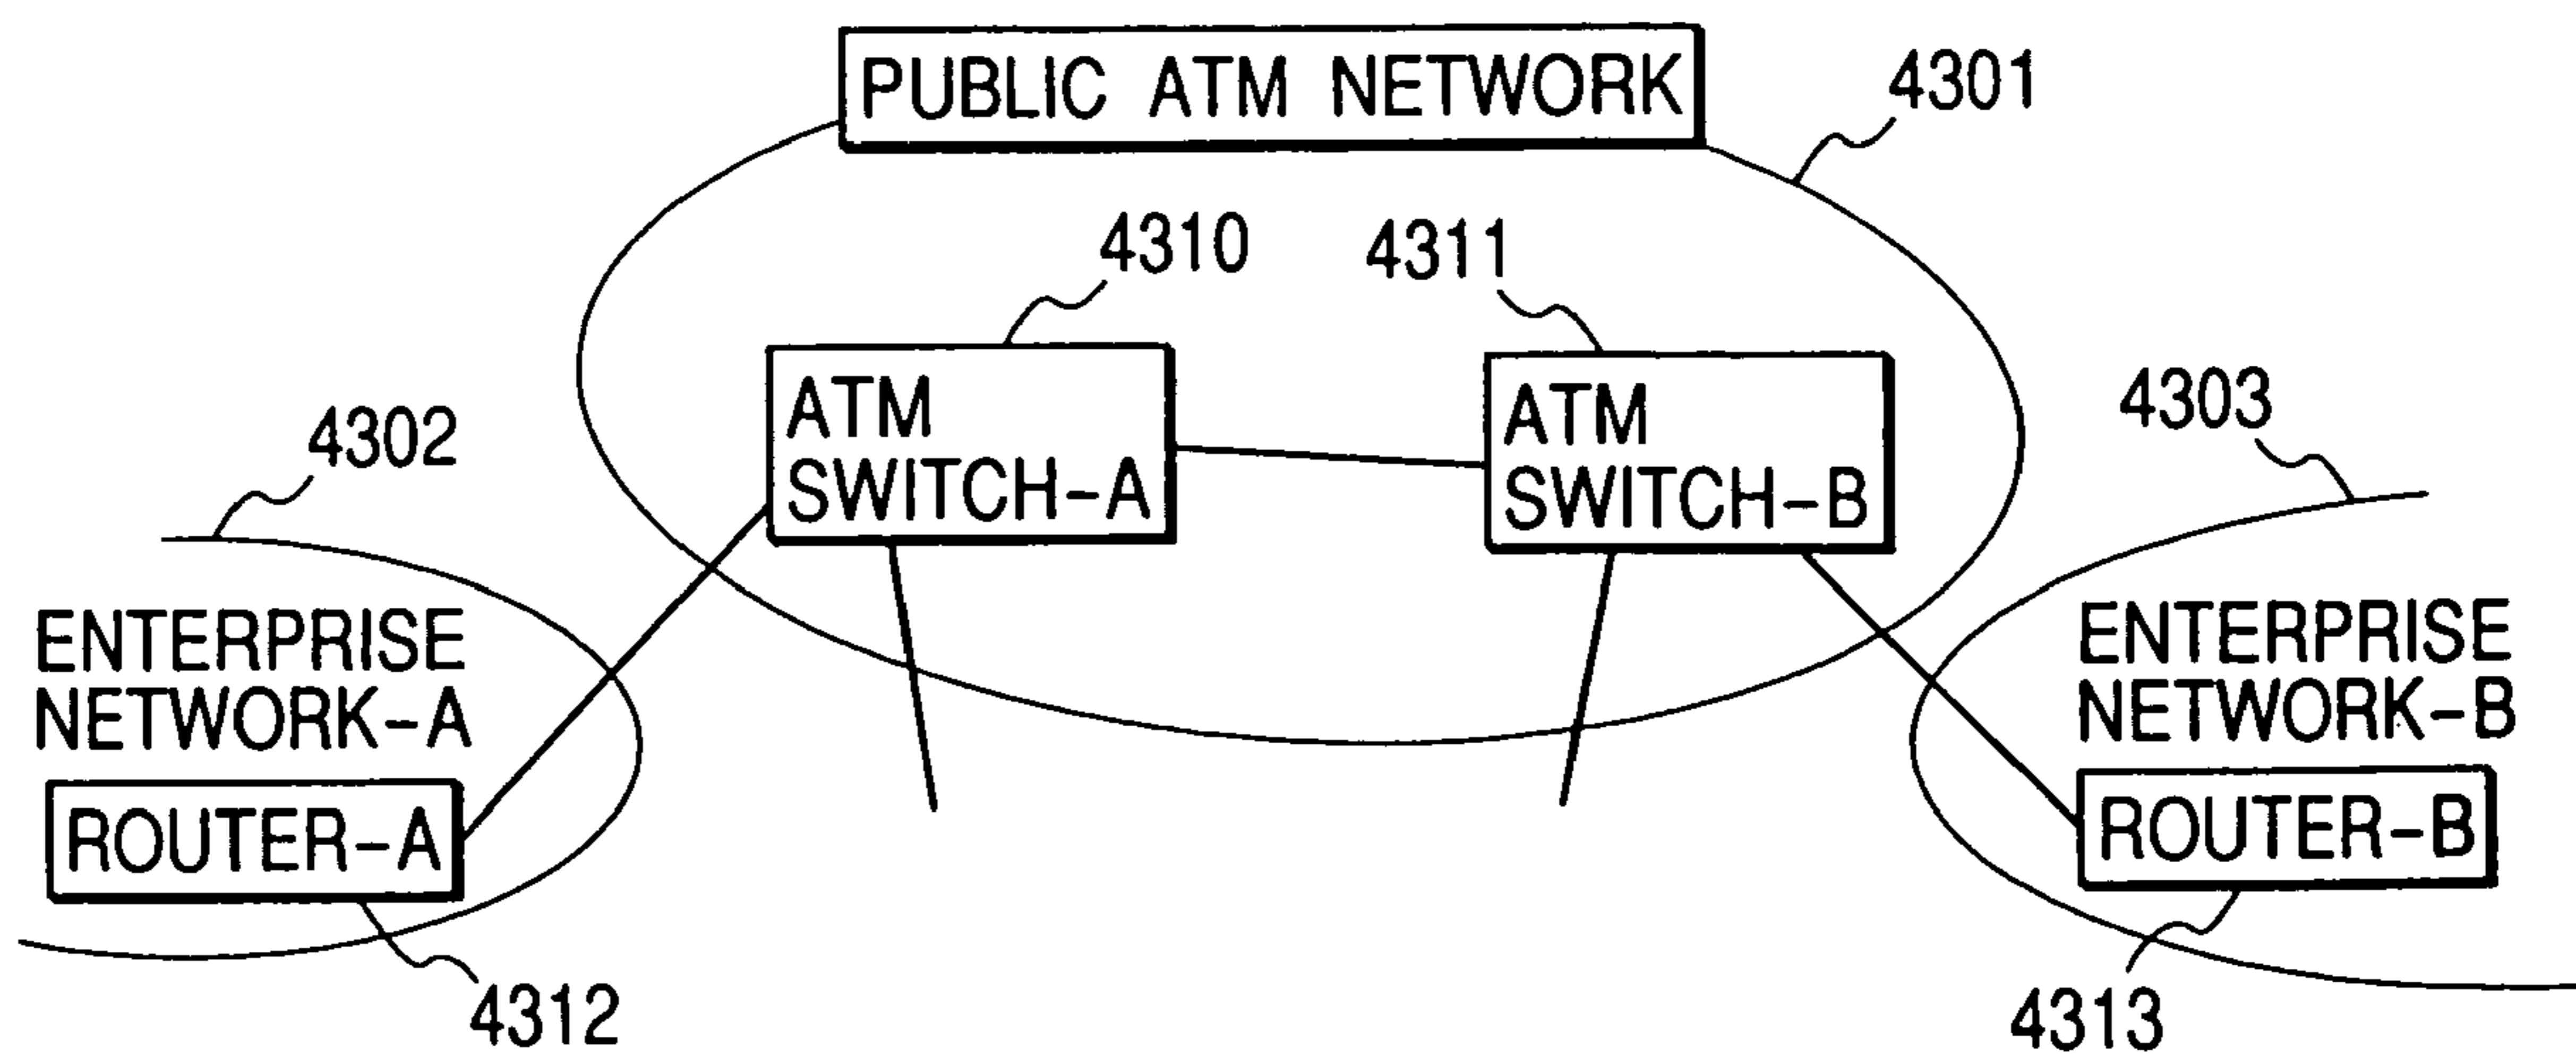 PUBLIC ATM NETWORK
4301
4310
4311
ATM
SWITCH-A
ATM
SWITCH-B
4302
4303
ENTERPRISE
NETWORK-A
ROUTER-A
ENTERPRISE
NETWORK-B
ROUTER-B
4312
4313